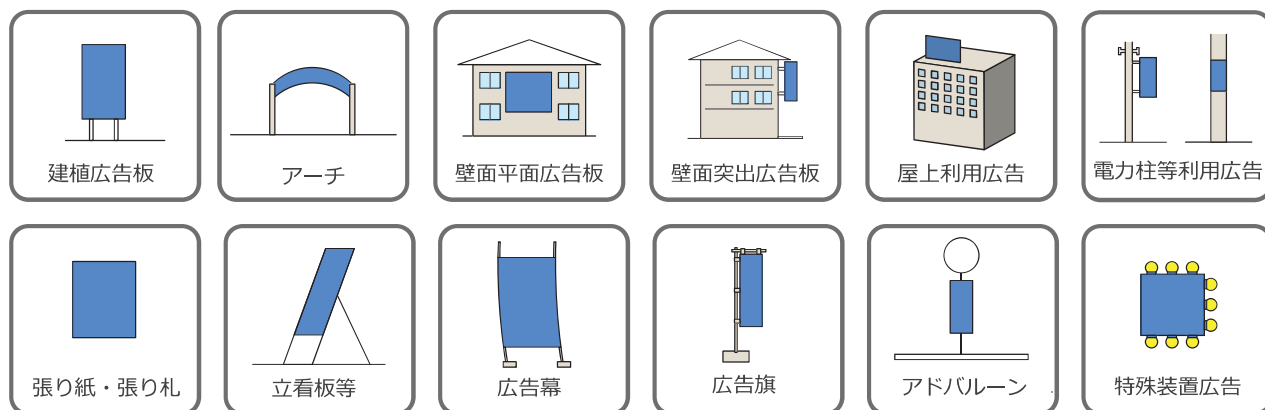 建植広告板
アーチ
壁面平面広告板
壁面突出広告板
屋上利用広告
電力柱等利用広告
張り紙・張り札
立看板等
広告幕
広告旗
アドバルーン
特殊装置広告